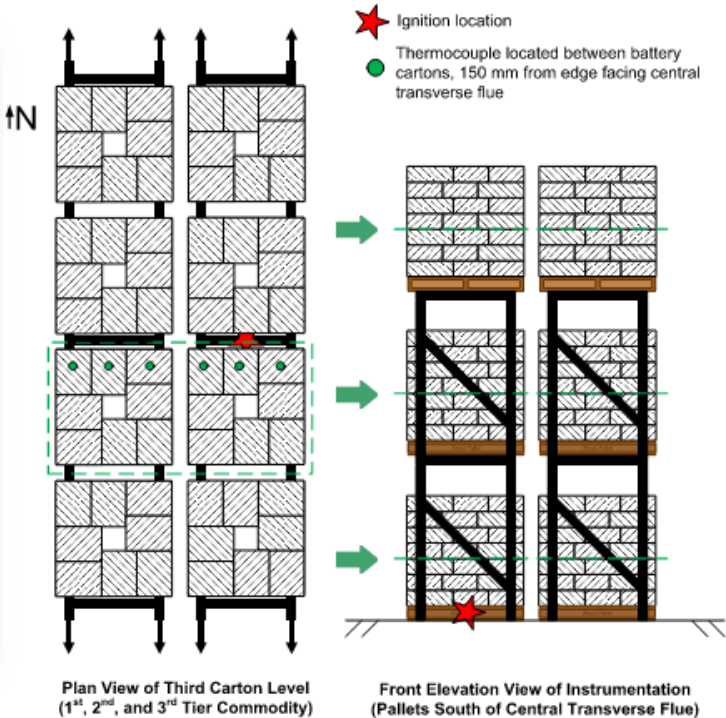 Ignition location
Thermocouple located between battery
cartons, 150 mm from edge facing central
transverse flue
N
Plan View of Third Carton Level
(1st, 2nd, and 3rd Tier Commodity)
Front Elevation View of Instrumentation
(Pallets South of Central Transverse Flue)